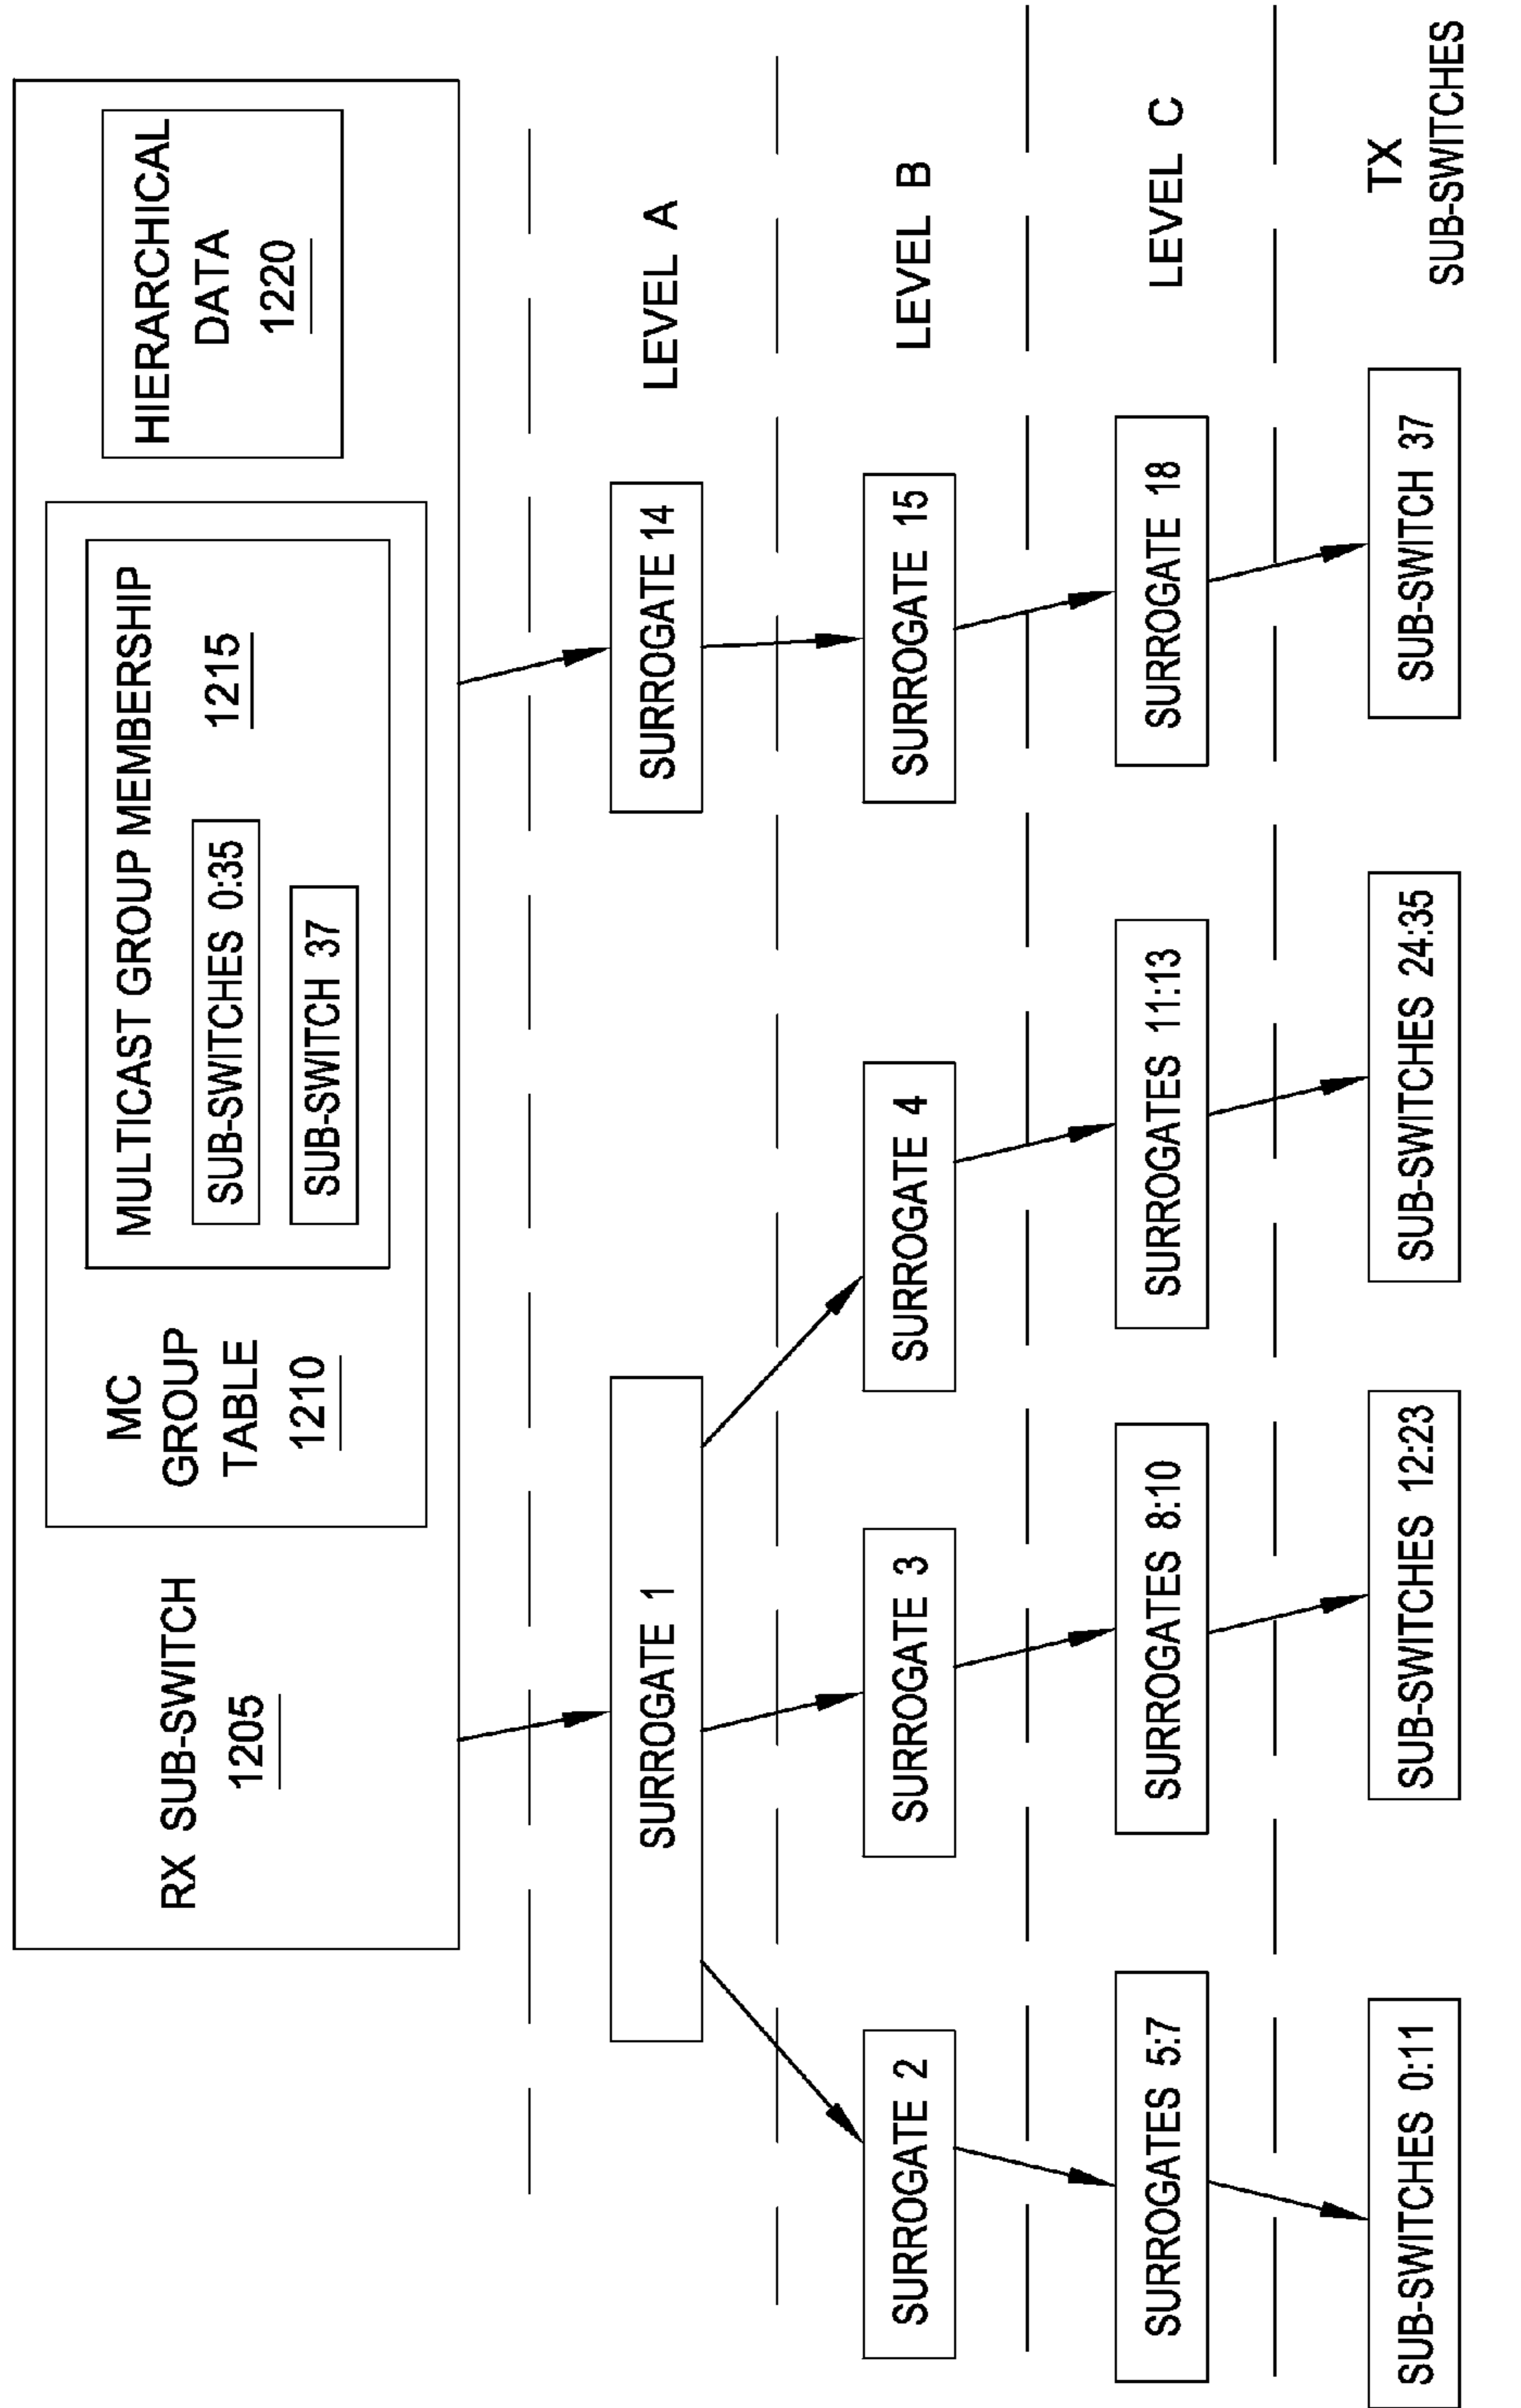 RX SUB-SWITCH
1205
MC
GROUP
TABLE
1210
MULTICAST GROUP MEMBERSHIP
SUB-SWITCHES 0:35
1215
SUB-SWITCH 37
HIERARCHICAL
DATA
1220
SURROGATE 1
SURROGATE 14
LEVEL A
SURROGATE 2
SURROGATE 3
SURROGATE 4
SURROGATE 15
LEVEL B
SURROGATES 5:7
SURROGATES 8:10
SURROGATES 11:13
SURROGATE 18
LEVEL C
SUB-SWITCHES 0:11
SUB-SWITCHES 12:23
SUB-SWITCHES 24:35
SUB-SWITCH 37
TX
SUB-SWITCHES